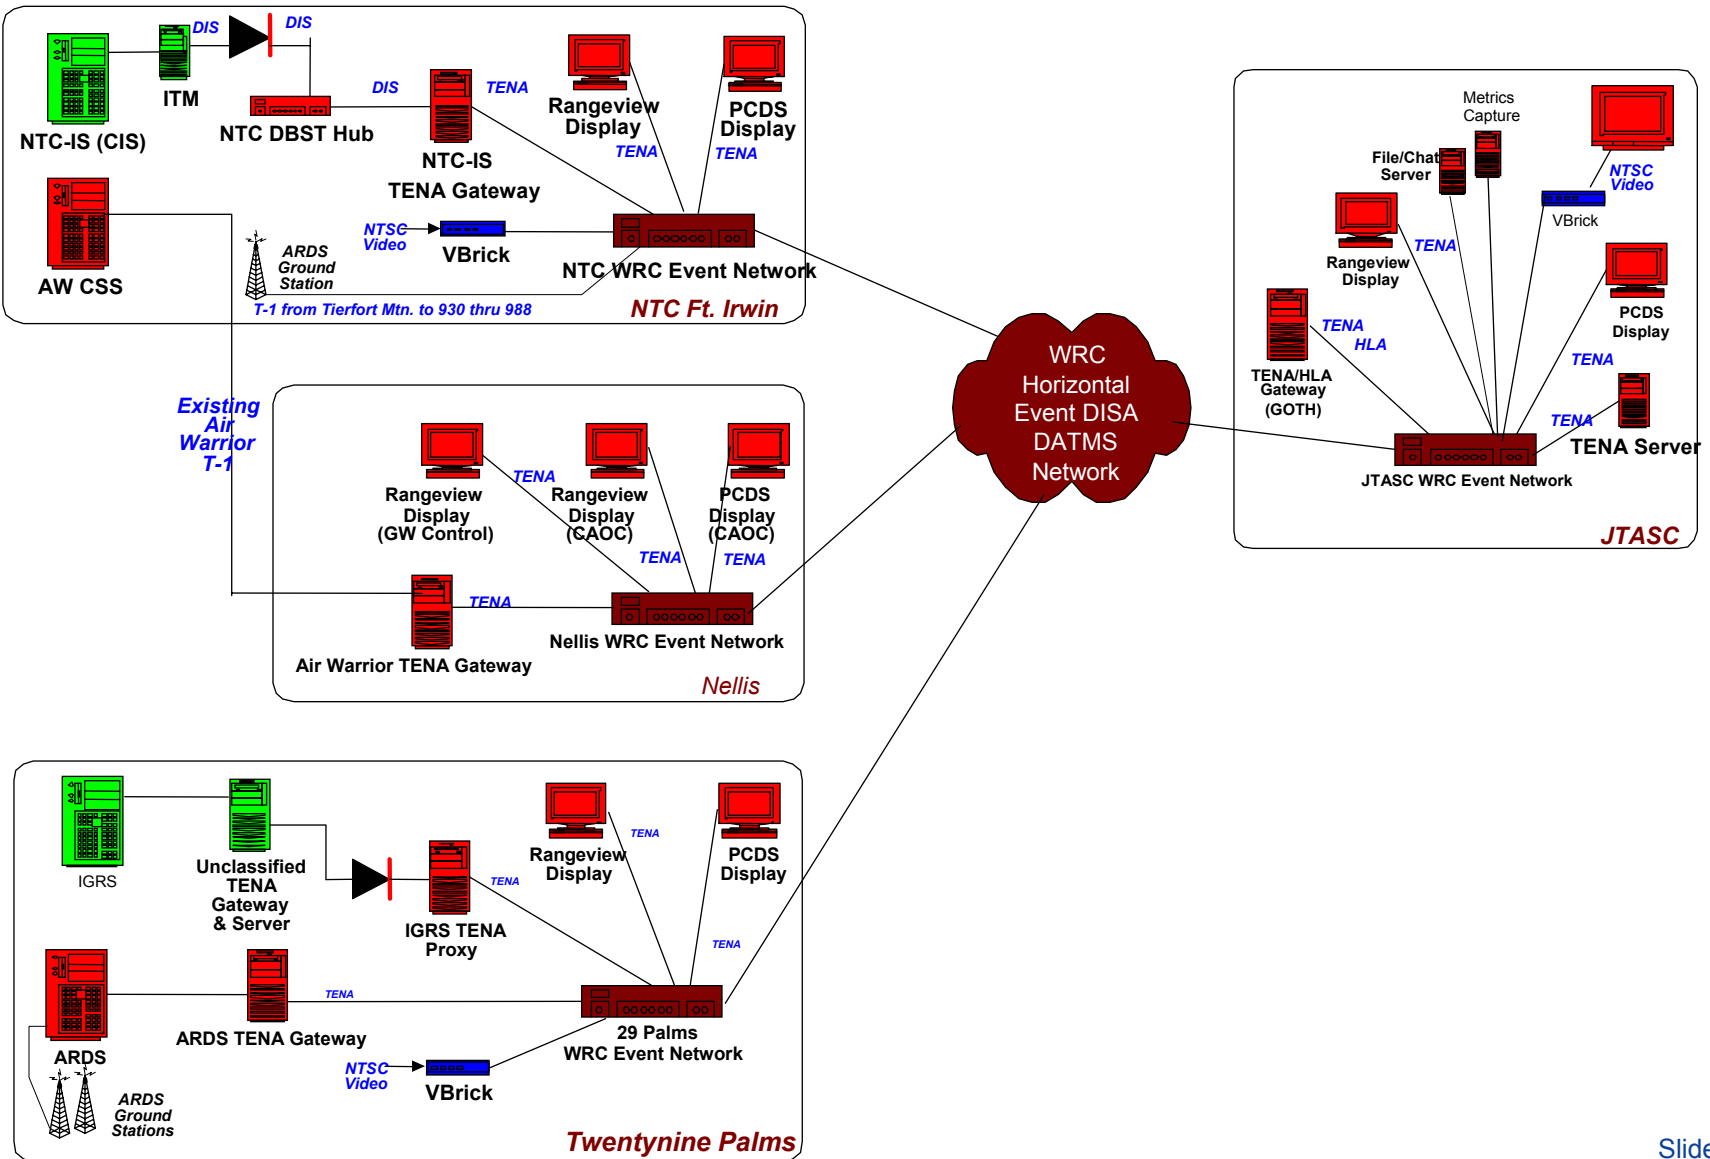 DIS
DIS
ITM
NTC-IS (CIS)
NTC DBST Hub
DIS
TENA
NTC-IS
TENA Gateway
Rangeview
Display
TENA
PCDS
Display
TENA
AW CSS
ARDS
Ground
Station
NTSC
Video
VBrick
NTC WRC Event Network
T-1 from Tierfort Mtn. to 930 thru 988
NTC Ft. Irwin
Existing
Air
Warrior
T-1
Rangeview
Display
(GW Control)
TENA
Rangeview
Display
(CAOC)
TENA
PCDS
Display
(CAOC)
TENA
TENA
Air Warrior TENA Gateway
Nellis WRC Event Network
Nellis
IGRS
Unclassified
TENA
Gateway
& Server
IGRS TENA
Proxy
TENA
Rangeview
Display
TENA
PCDS
Display
TENA
ARDS
ARDS TENA Gateway
TENA
29 Palms
WRC Event Network
NTSC
Video
VBrick
ARDS
Ground
Stations
Twentynine Palms
WRC
Horizontal
Event DISA
DATMS
Network
Metrics
Capture
File/Chat
Server
NTSC
Video
VBrick
Rangeview
Display
TENA
PCDS
Display
TENA
TENA
HLA
TENA/HLA
Gateway
(GOTH)
TENA
TENA Server
JTASC WRC Event Network
JTASC
Slide